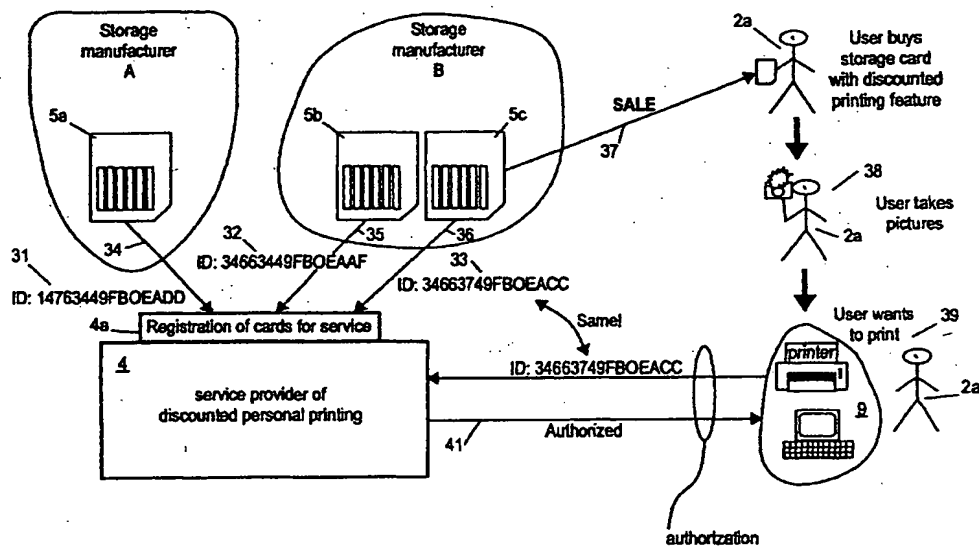 Storage
manufacturer
A
Storage
manufacturer
B
2a
User buys
storage card
with discounted
printing feature
5a
5b
5c
SALE
37
38
User takes
pictures
2a
34
32
35
36
31
ID: 34663449FBOEAAF
33
ID: 14763449FBOEADD
ID: 34663749FBOEACC
4a
Registration of cards for service
Same!
User wants
to print
39
4
printer
ID: 34663749FBOEACC
2a
service provider of
discounted personal printing
9
41
Authorized
authorization